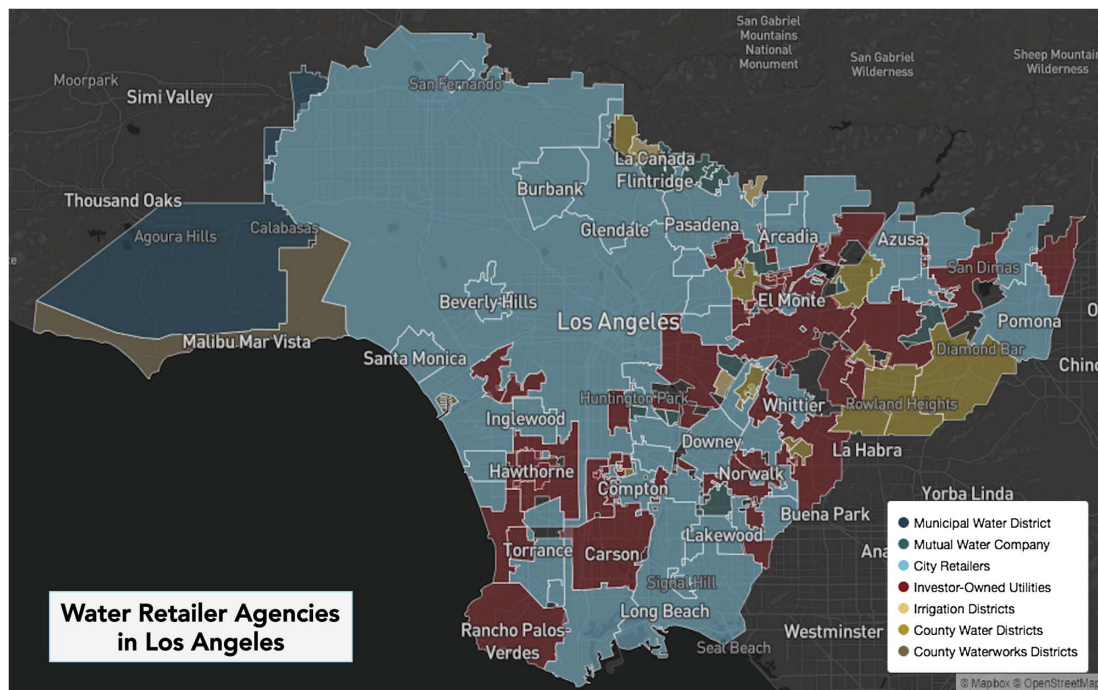 San Gabriel
Mountains
National
Monument
San Gabriel
Wilderness
Sheep Mountain
Wilderness
Moorpark
Simi Valley
San Fernando
La Canada
Flintridge
Burbank
Thousand Oaks
Agoura Hills
Calabasas
Glendale
Pasadena
Arcadia
Azusa
San Dimas
Beverly Hills
El Monte
Los Angeles
Pomona
Malibu
Mar Vista
Santa Monica
Diamond Bar
Chino
Huntington Park
Inglewood
Whittier
Rowland Heights
Downey
La Habra
Hawthorne
Norwalk
Compton
Yorba Linda
Buena Park
Lakewood
Torrance
Carson
Ana
Signal Hill
Long Beach
Rancho Palos-
Verdes
Westminster
Seal Beach
Water Retailer Agencies
in Los Angeles
Municipal Water District
Mutual Water Company
City Retailers
Investor-Owned Utilities
Irrigation Districts
County Water Districts
County Waterworks Districts
© Mapbox © OpenStreetMap